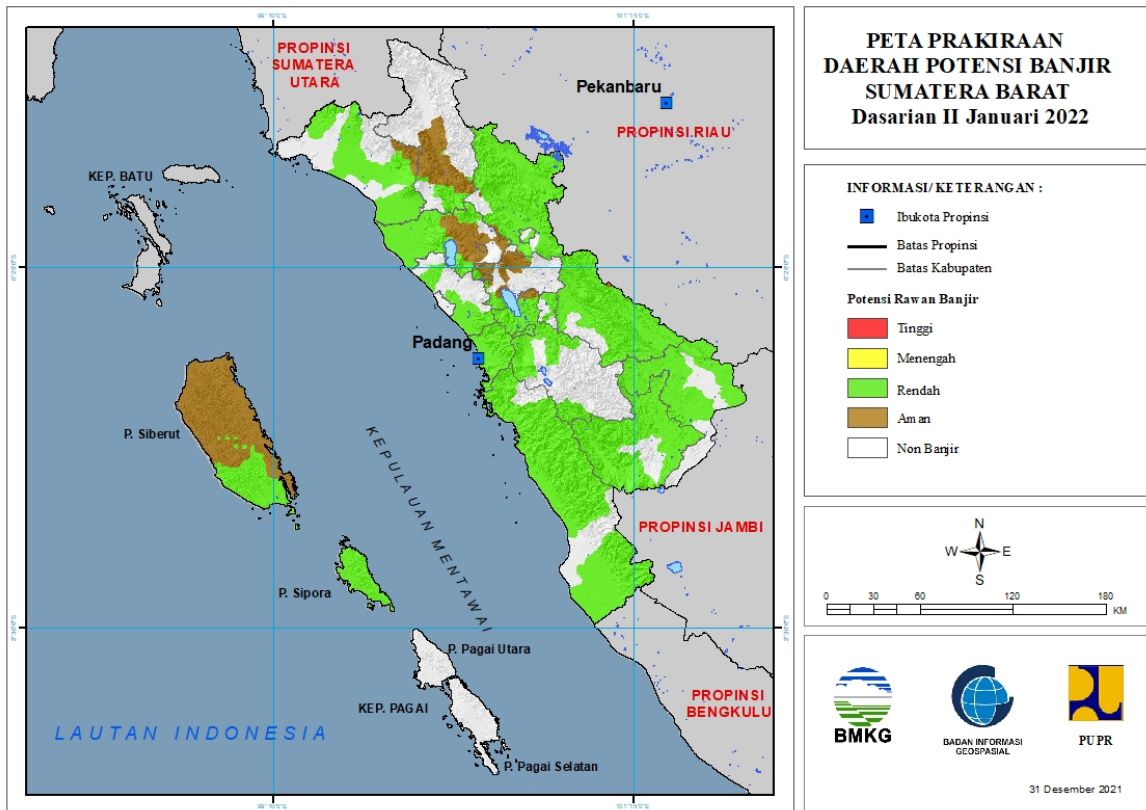 PETA PRAKIRAAN
DAERAH POTENSI BANJIR
SUMATERA BARAT
Dasarian II Januari 2022
INFORMASI/ KETERANGAN :
Ibukota Propinsi
Batas Propinsi
Batas Kabupaten
Potensi Rawan Banjir
Tinggi
Menengah
Rendah
Aman
Non Banjir
N
W E
S
0 30 60 120 180
KM
BMKG
BADAN INFORMASI
GEOSPASIAL
PUPR
31 Desember 2021
PROPINSI
SUMATERA
UTARA
Pekanbaru
PROPINSI RIAU
KEP. BATU
Padang
P. Siberut
KEPULAUAN MENTAWAI
PROPINSI JAMBI
P. Sipora
P. Pagai Utara
KEP. PAGAI
PROPINSI
BENGKULU
LAUTAN INDONESIA
P. Pagai Selatan